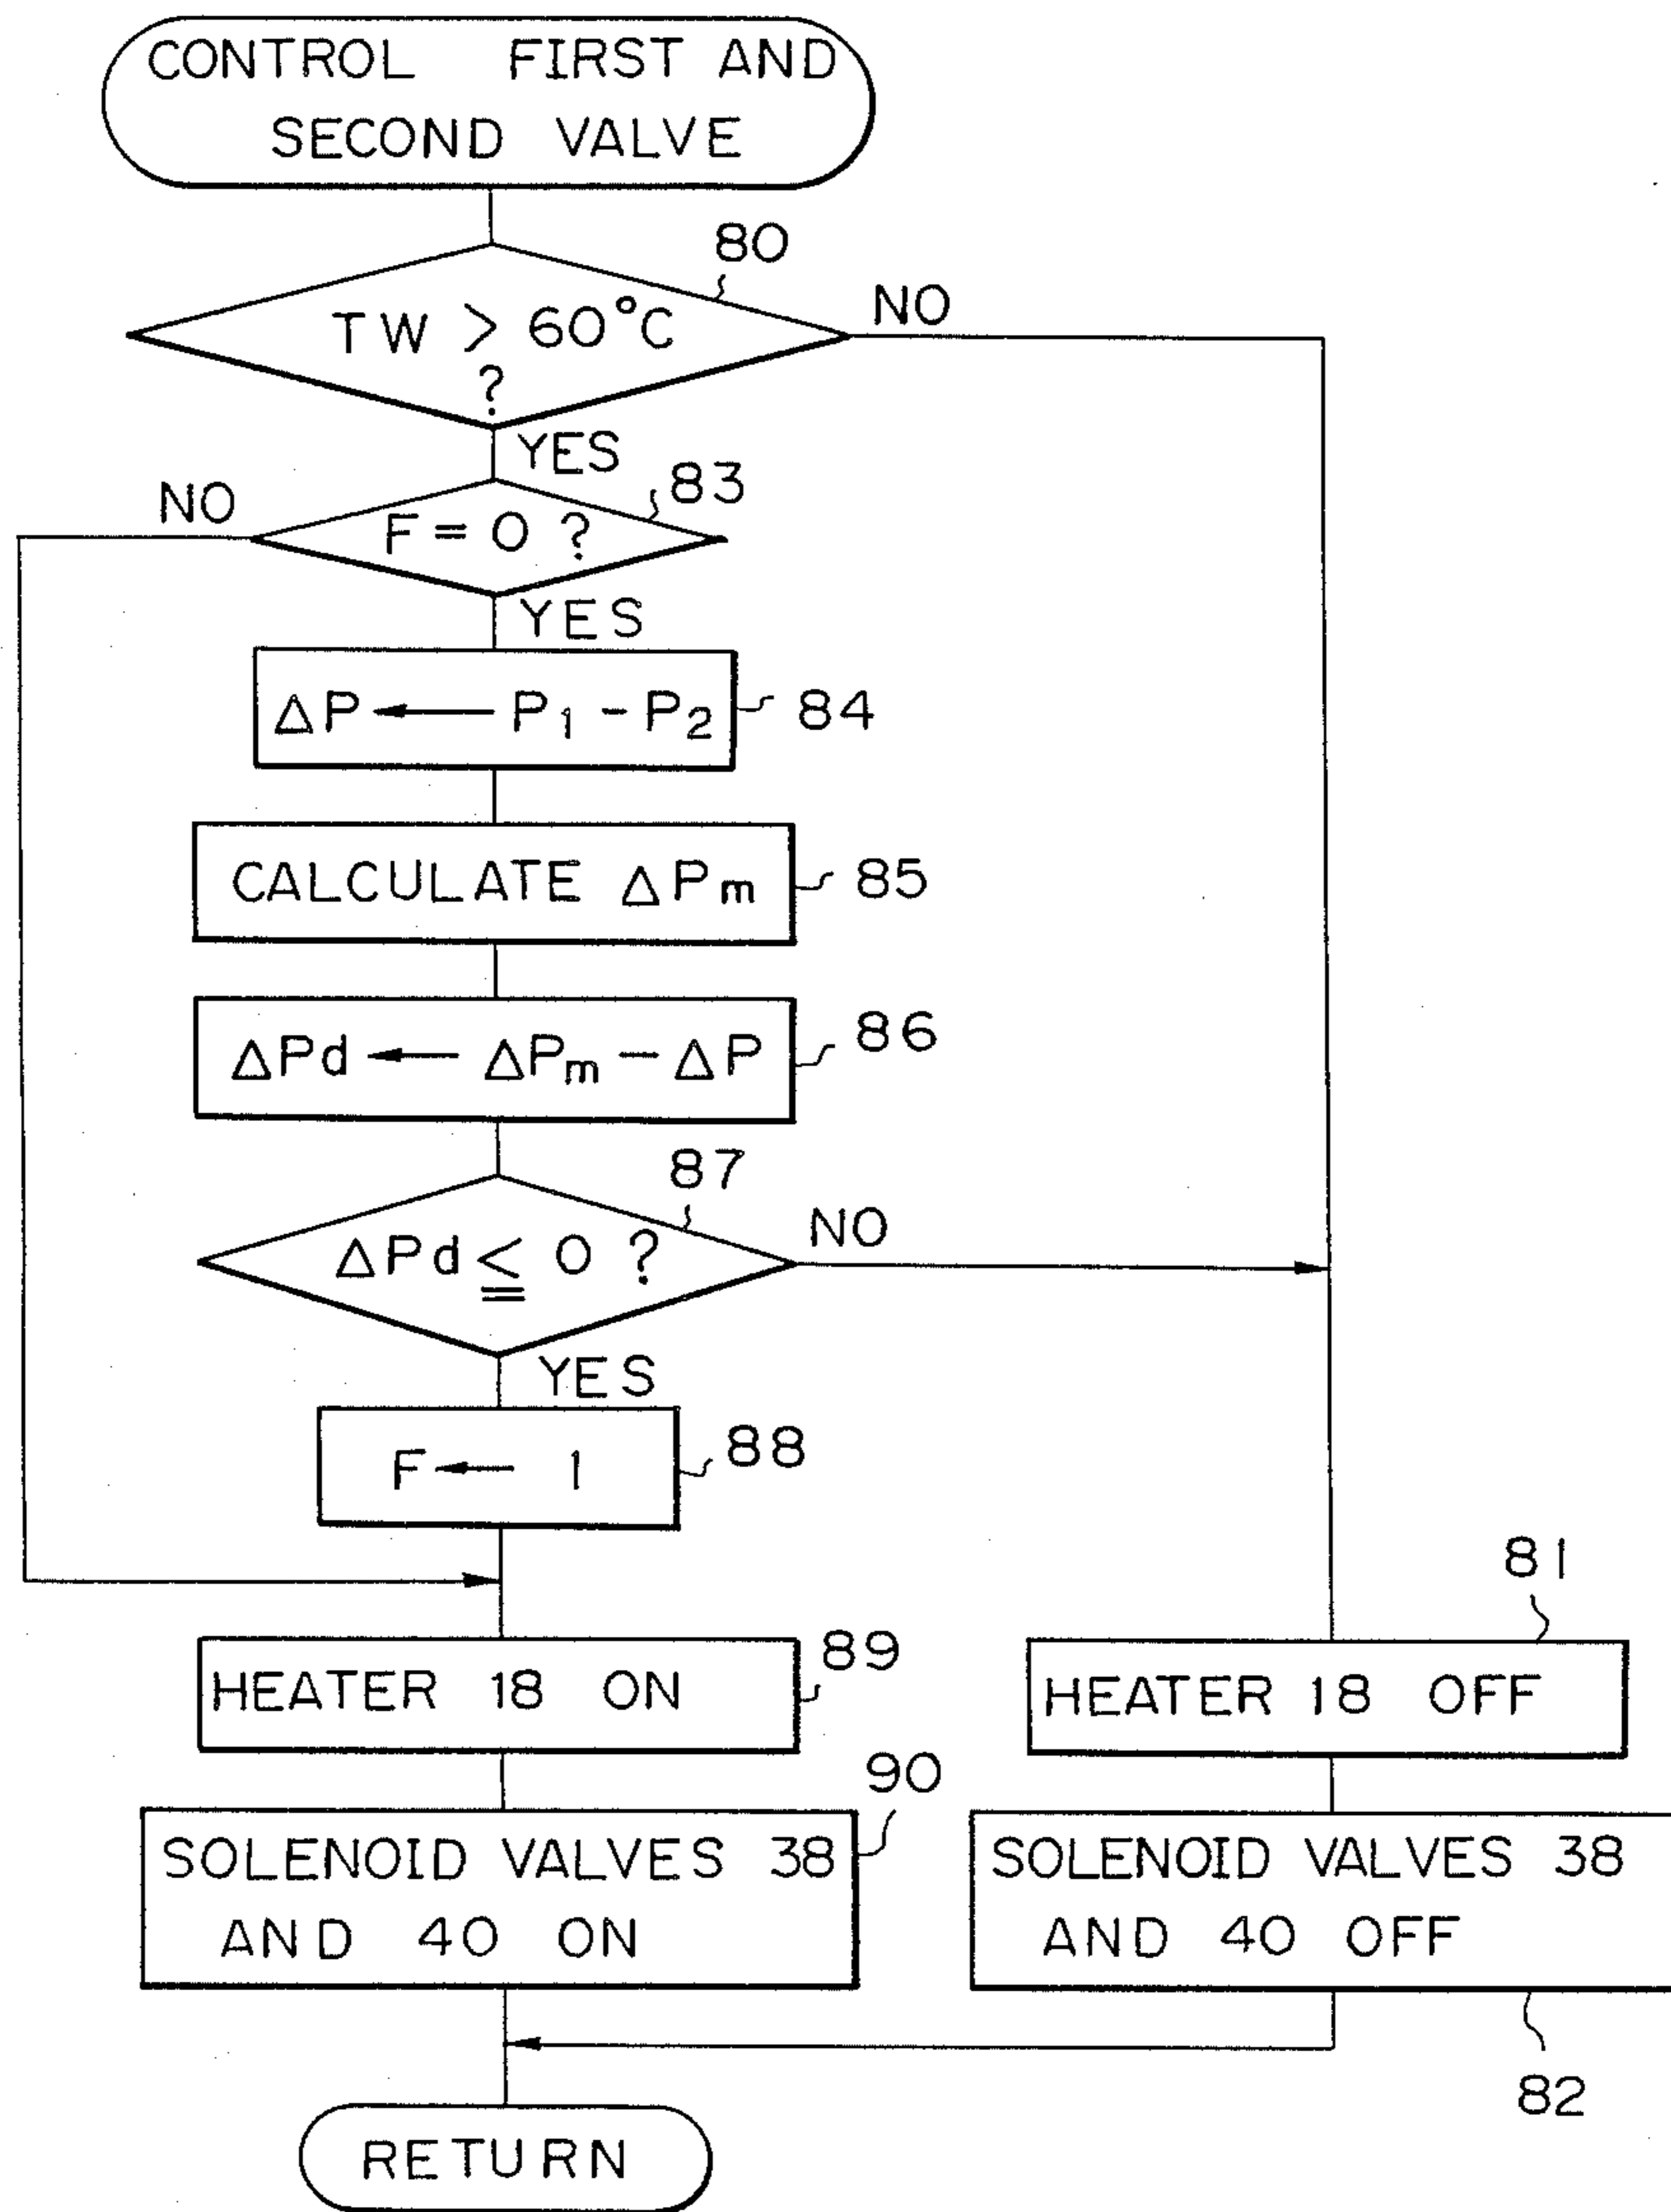 CONTROL FIRST AND
SECOND VALVE
80
TW > 60°C
?
NO
YES
83
NO
F = 0 ?
YES
ΔP ← P₁ - P₂
84
CALCULATE ΔPₘ
85
ΔPd ← ΔPₘ - ΔP
86
87
ΔPd ≦ 0 ?
NO
YES
F ← 1
88
81
HEATER 18 ON
89
HEATER 18 OFF
90
SOLENOID VALVES 38
AND 40 ON
SOLENOID VALVES 38
AND 40 OFF
82
RETURN